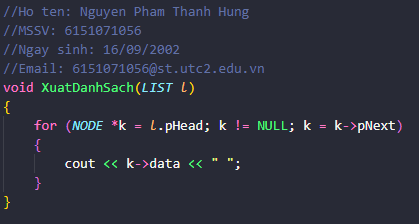 //Ho ten: Nguyen Pham Thanh Hung
//MSSV: 6151071056
//Ngay sinh: 16/09/2002
//Email: 6151071056@st.utc2.edu.vn
void XuatDanhSach(LIST l)
{
    for (NODE *k = l.pHead; k != NULL; k = k->pNext)
    {
        cout << k->data << " ";
    }
}